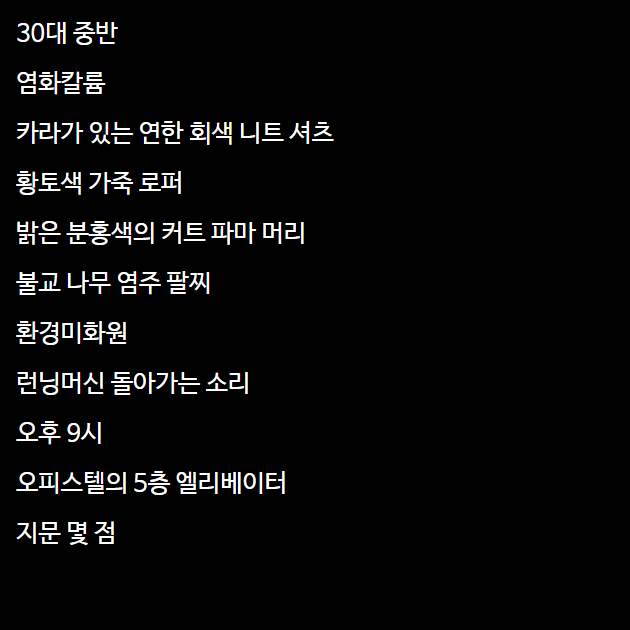 30대 중반
염화칼륨
카라가 있는 연한 회색 니트 셔츠
황토색 가죽 로퍼
밝은 분홍색의 커트 파마 머리
불교 나무 염주 팔찌
환경미화원
런닝머신 돌아가는 소리
오후 9시
오피스텔의 5층 엘리베이터
지문 몇 점